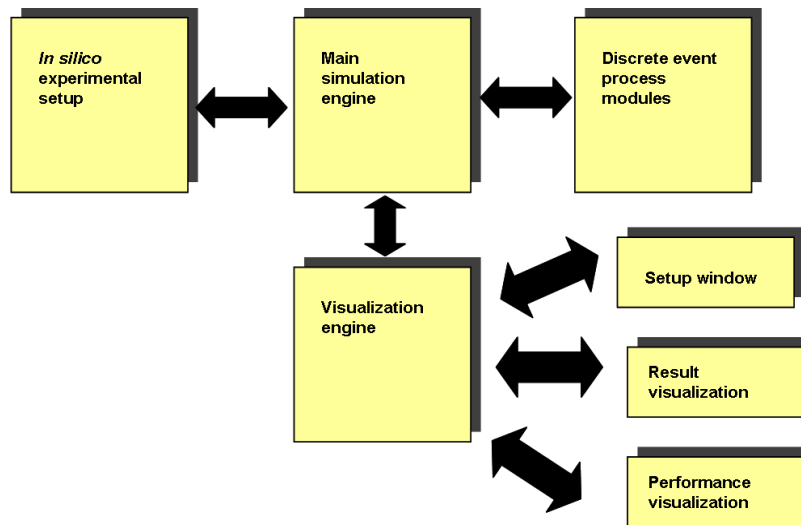 In silico
experimental
setup
Main
simulation
engine
Discrete event
process
modules
Visualization
engine
Setup window
Result
visualization
Performance
visualization